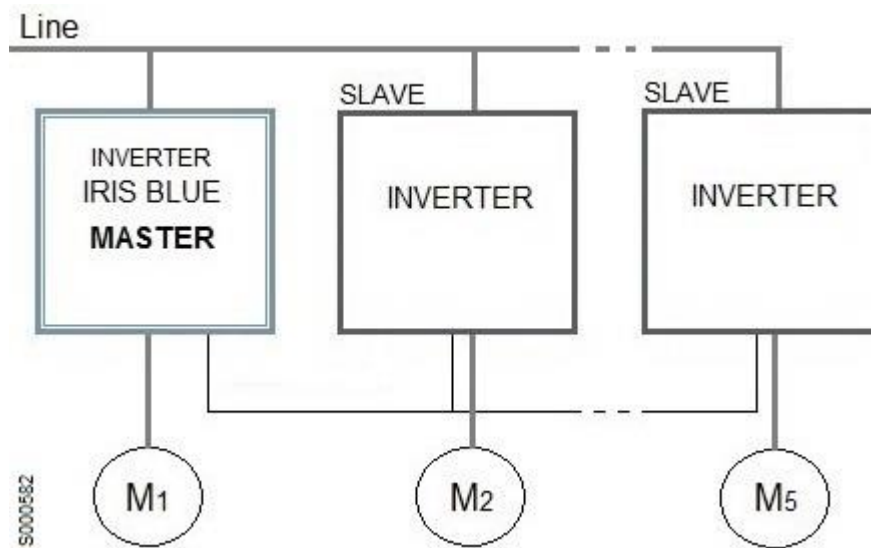 Line
SLAVE
SLAVE
INVERTER
IRIS BLUE
MASTER
INVERTER
INVERTER
M1
M2
M5
S000582